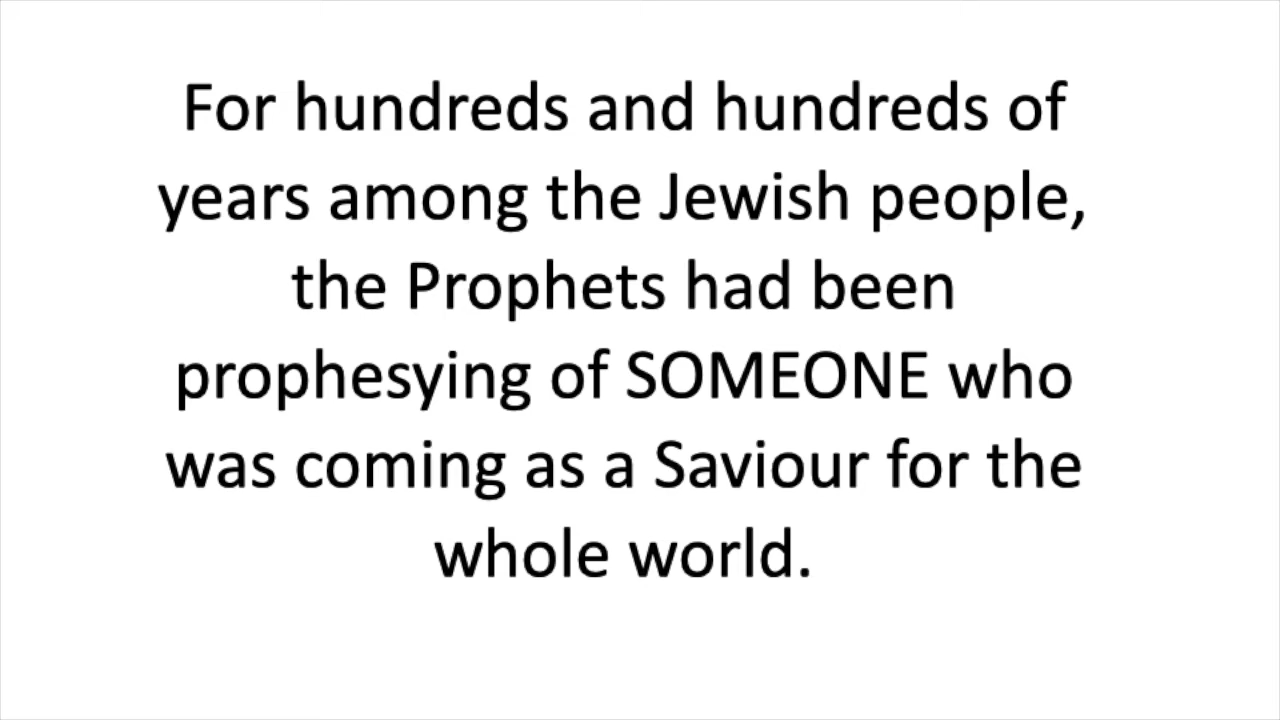 For hundreds and hundreds of
years among the Jewish people,
the Prophets had been
prophesying of SOMEONE who
was coming as a Saviour for the
whole world.